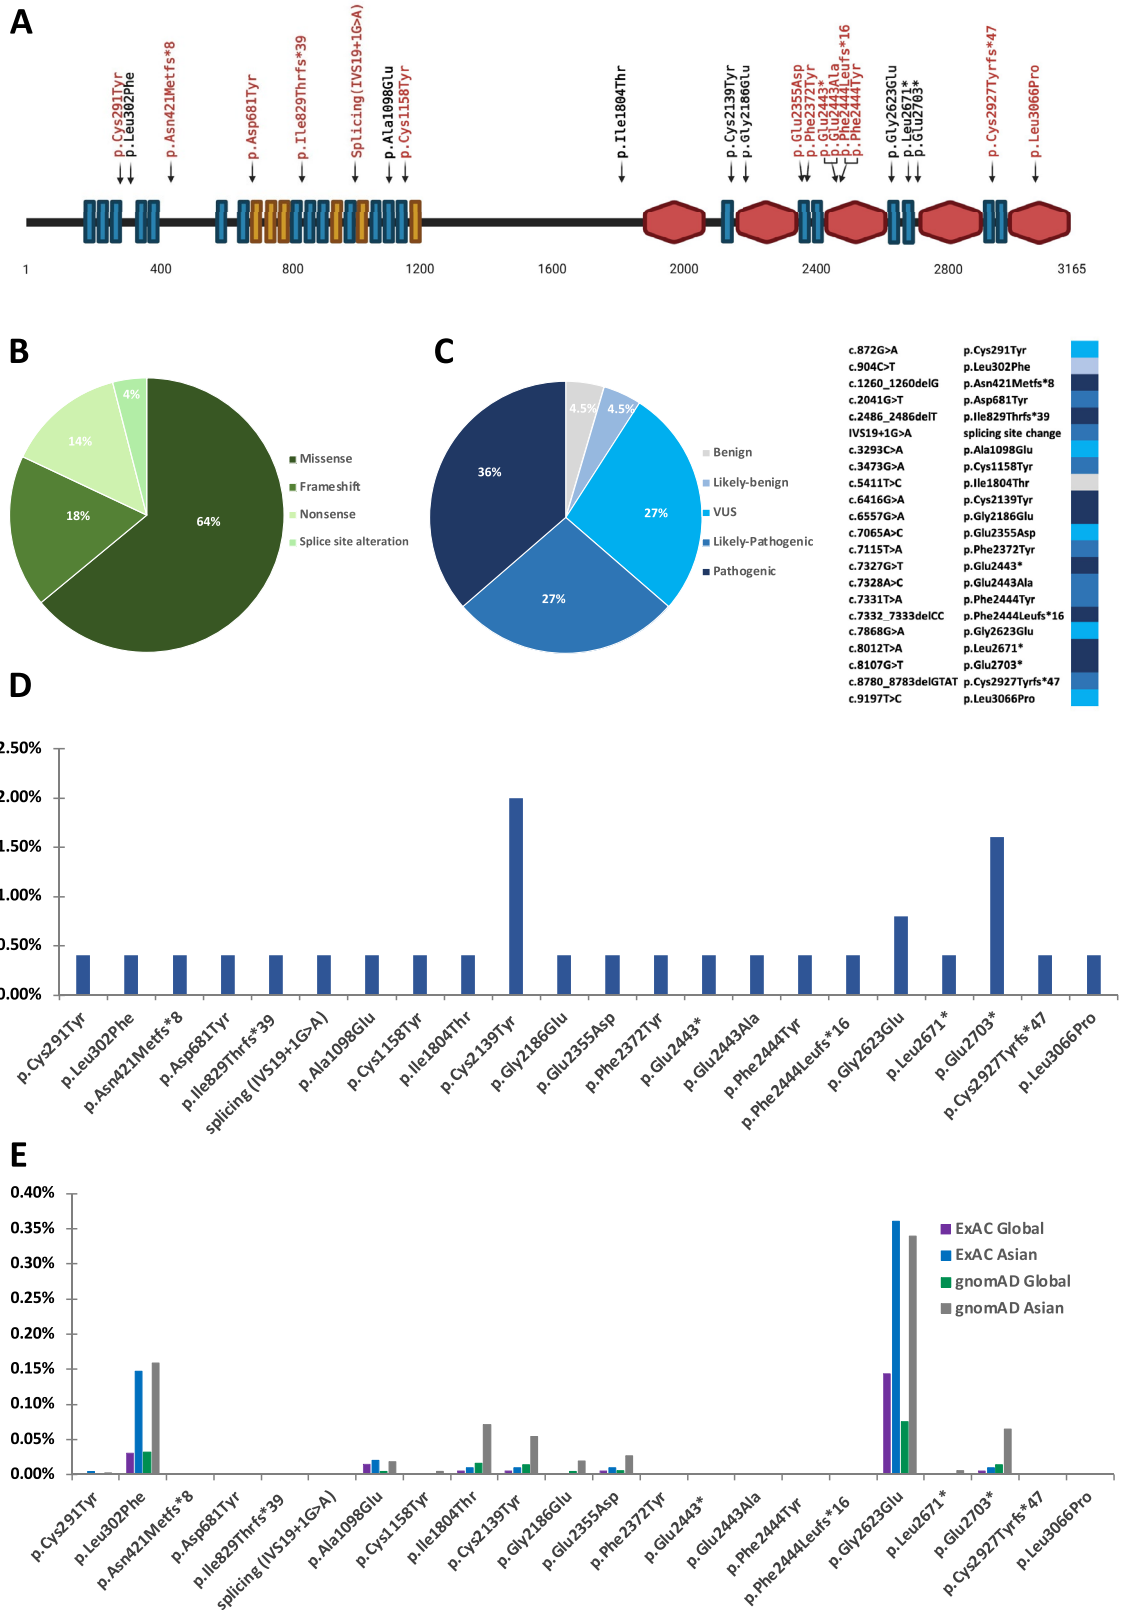 A
p.Cys291Tyr
p.Leu302Phe
p.Asn421Metfs*8
p.Asp681Tyr
p.Ile829Thrfs*39
Splicing(IVS19+1G>A)
p.Ala1098Glu
p.Cys1158Tyr
p.Ile1804Thr
p.Cys2139Tyr
p.Gly2186Glu
p.Glu2355Asp
p.Phe2372Tyr
p.Glu2443*
p.Glu2443Ala
p.Phe2444Leufs*16
p.Phe2444Tyr
p.Gly2623Glu
p.Leu2671*
p.Glu2703*
p.Cys2927Tyrfs*47
p.Leu3066Pro
1 400 800 1200 1600 2000 2400 2800 3165
B
4%
14%
18%
64%
Missense
Frameshift
Nonsense
Splice site alteration
C
4.5% 4.5%
36%
27%
27%
Benign
Likely-benign
VUS
Likely-Pathogenic
Pathogenic
c.872G>A p.Cys291Tyr
c.904C>T p.Leu302Phe
c.1260_1260delG p.Asn421Metfs*8
c.2041G>T p.Asp681Tyr
c.2486_2486delT p.Ile829Thrfs*39
IVS19+1G>A splicing site change
c.3293C>A p.Ala1098Glu
c.3473G>A p.Cys1158Tyr
c.5411T>C p.Ile1804Thr
c.6416G>A p.Cys2139Tyr
c.6557G>A p.Gly2186Glu
c.7065A>C p.Glu2355Asp
c.7115T>A p.Phe2372Tyr
c.7327G>T p.Glu2443*
c.7328A>C p.Glu2443Ala
c.7331T>A p.Phe2444Tyr
c.7332_7333delCC p.Phe2444Leufs*16
c.7868G>A p.Gly2623Glu
c.8012T>A p.Leu2671*
c.8107G>T p.Glu2703*
c.8780_8783delGTAT p.Cys2927Tyrfs*47
c.9197T>C p.Leu3066Pro
D
2.50%
2.00%
1.50%
1.00%
0.50%
0.00%
p.Cys291Tyr
p.Leu302Phe
p.Asn421Metfs*8
p.Asp681Tyr
p.Ile829Thrfs*39
splicing (IVS19+1G>A)
p.Ala1098Glu
p.Cys1158Tyr
p.Ile1804Thr
p.Cys2139Tyr
p.Gly2186Glu
p.Glu2355Asp
p.Phe2372Tyr
p.Glu2443*
p.Glu2443Ala
p.Phe2444Tyr
p.Phe2444Leufs*16
p.Gly2623Glu
p.Leu2671*
p.Glu2703*
p.Cys2927Tyrfs*47
p.Leu3066Pro
E
0.40%
0.35%
0.30%
0.25%
0.20%
0.15%
0.10%
0.05%
0.00%
ExAC Global
ExAC Asian
gnomAD Global
gnomAD Asian
p.Cys291Tyr
p.Leu302Phe
p.Asn421Metfs*8
p.Asp681Tyr
p.Ile829Thrfs*39
splicing (IVS19+1G>A)
p.Ala1098Glu
p.Cys1158Tyr
p.Ile1804Thr
p.Cys2139Tyr
p.Gly2186Glu
p.Glu2355Asp
p.Phe2372Tyr
p.Glu2443*
p.Glu2443Ala
p.Phe2444Tyr
p.Phe2444Leufs*16
p.Gly2623Glu
p.Leu2671*
p.Glu2703*
p.Cys2927Tyrfs*47
p.Leu3066Pro